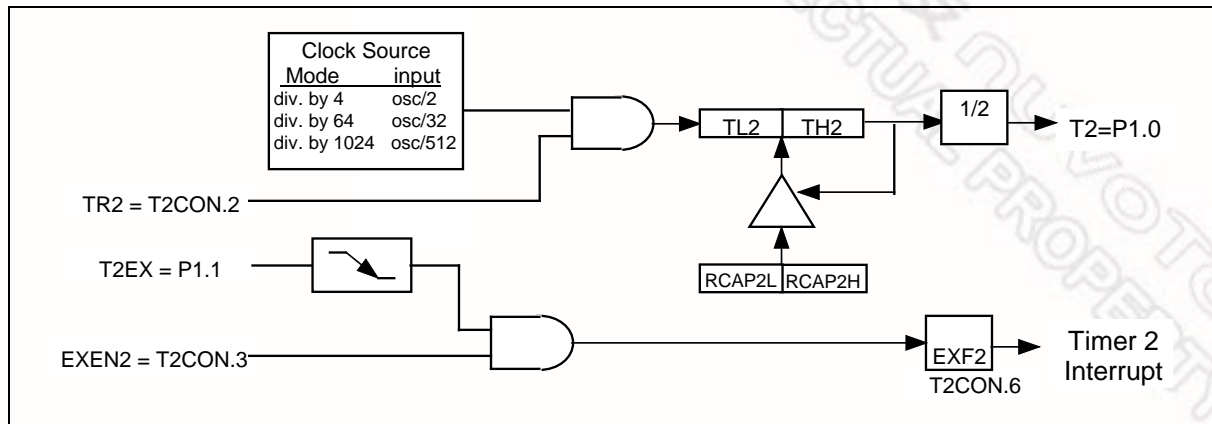 Clock Source
Mode input
div. by 4 osc/2
div. by 64 osc/32
div. by 1024 osc/512
TL2 TH2
1/2
T2=P1.0
TR2 = T2CON.2
T2EX = P1.1
RCAP2L RCAP2H
EXEN2 = T2CON.3
EXF2
T2CON.6
Timer 2
Interrupt